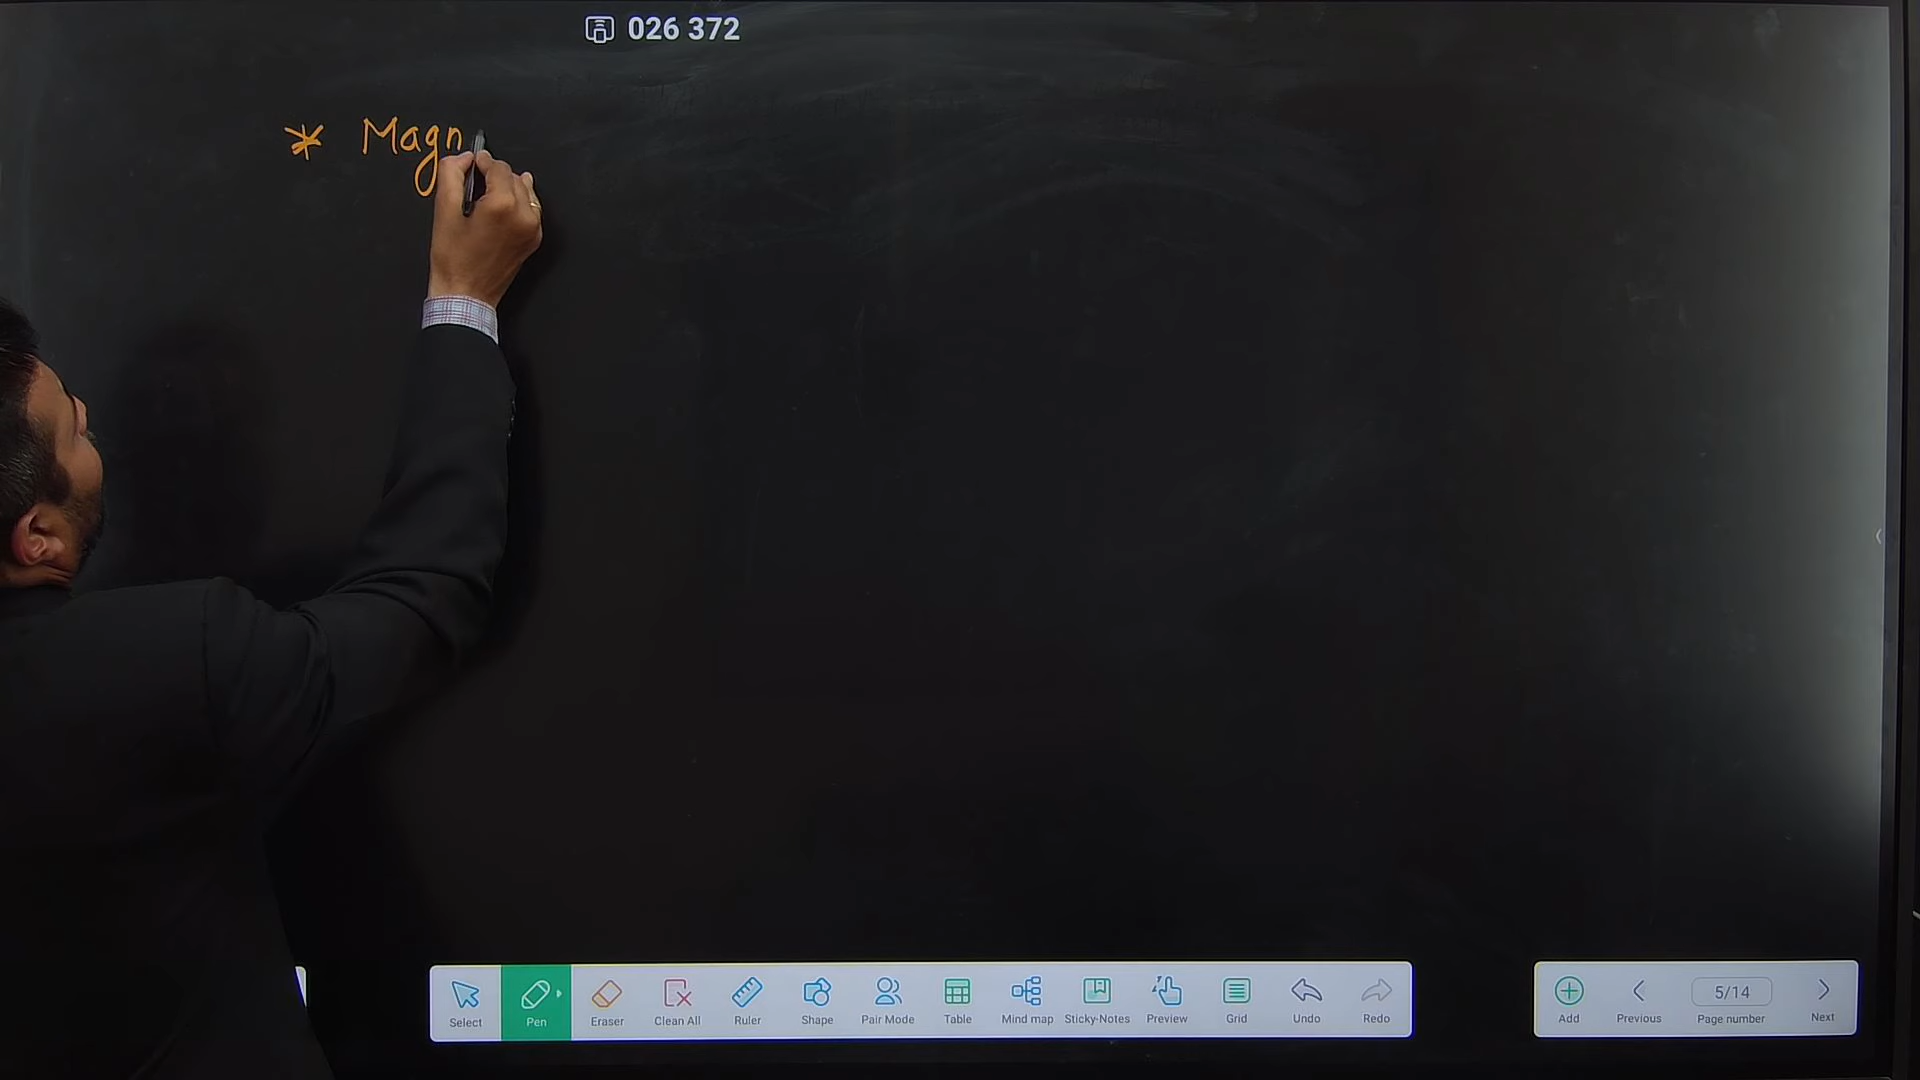 026 372
* Magn
Select Pen Eraser Clean All Ruler Shape Pair Mode Table Mind map Sticky-Notes Preview Grid Undo Redo
Add Previous 5/14 Page number Next